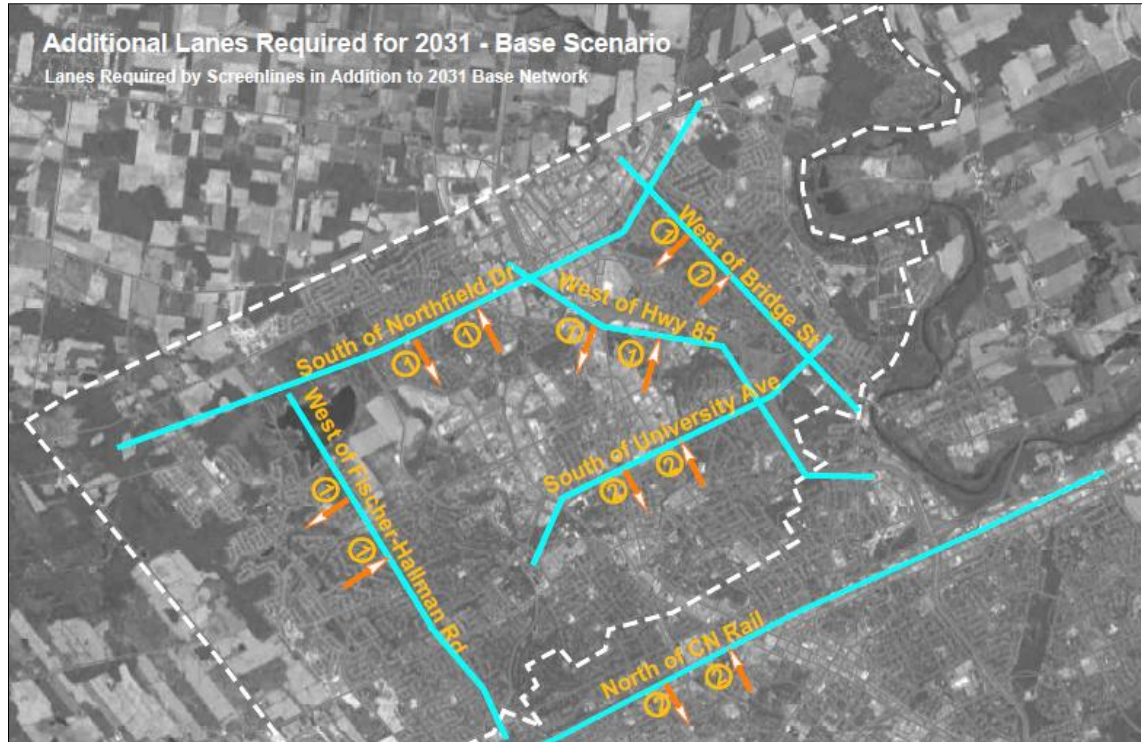 Additional Lanes Required for 2031 - Base Scenario
Lanes Required by Screenlines in Addition to 2031 Base Network
West of Bridge St
1
1
South of Northfield Dr
1
1
West of Hwy 85
1
1
South of University Ave
2
2
West of Fischer-Hallman Rd
1
1
North of CN Rail
2
2